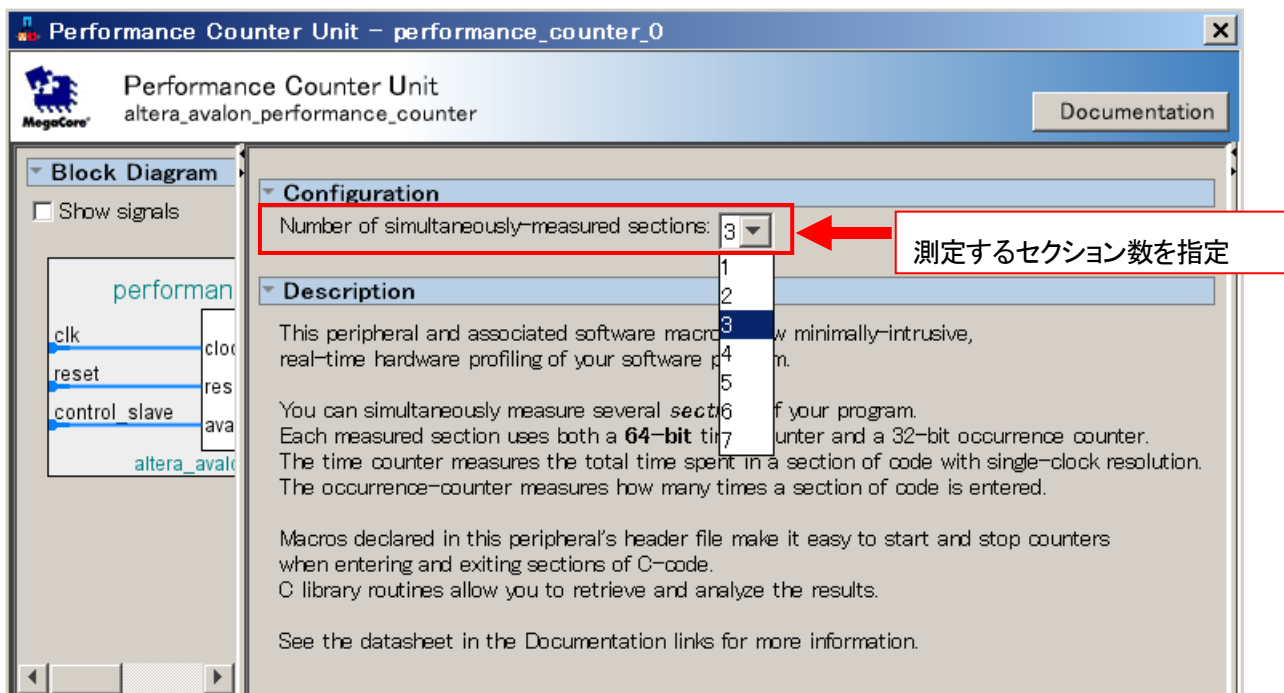 Performance Counter Unit - performance_counter_0
Performance Counter Unit
MegaCore
altera_avalon_performance_counter
Documentation
Block Diagram
Show signals
performan
clk
cloc
reset
res
control_slave
ava
altera_avalo
Configuration
Number of simultaneously-measured sections: 3
測定するセクション数を指定
1
2
3
4
5
6
7
Description
This peripheral and associated software macro w minimally-intrusive,
real-time hardware profiling of your software p m.
You can simultaneously measure several secti f your program.
Each measured section uses both a 64-bit ti unter and a 32-bit occurrence counter.
The time counter measures the total time spent in a section of code with single-clock resolution.
The occurrence-counter measures how many times a section of code is entered.
Macros declared in this peripheral's header file make it easy to start and stop counters
when entering and exiting sections of C-code.
C library routines allow you to retrieve and analyze the results.
See the datasheet in the Documentation links for more information.